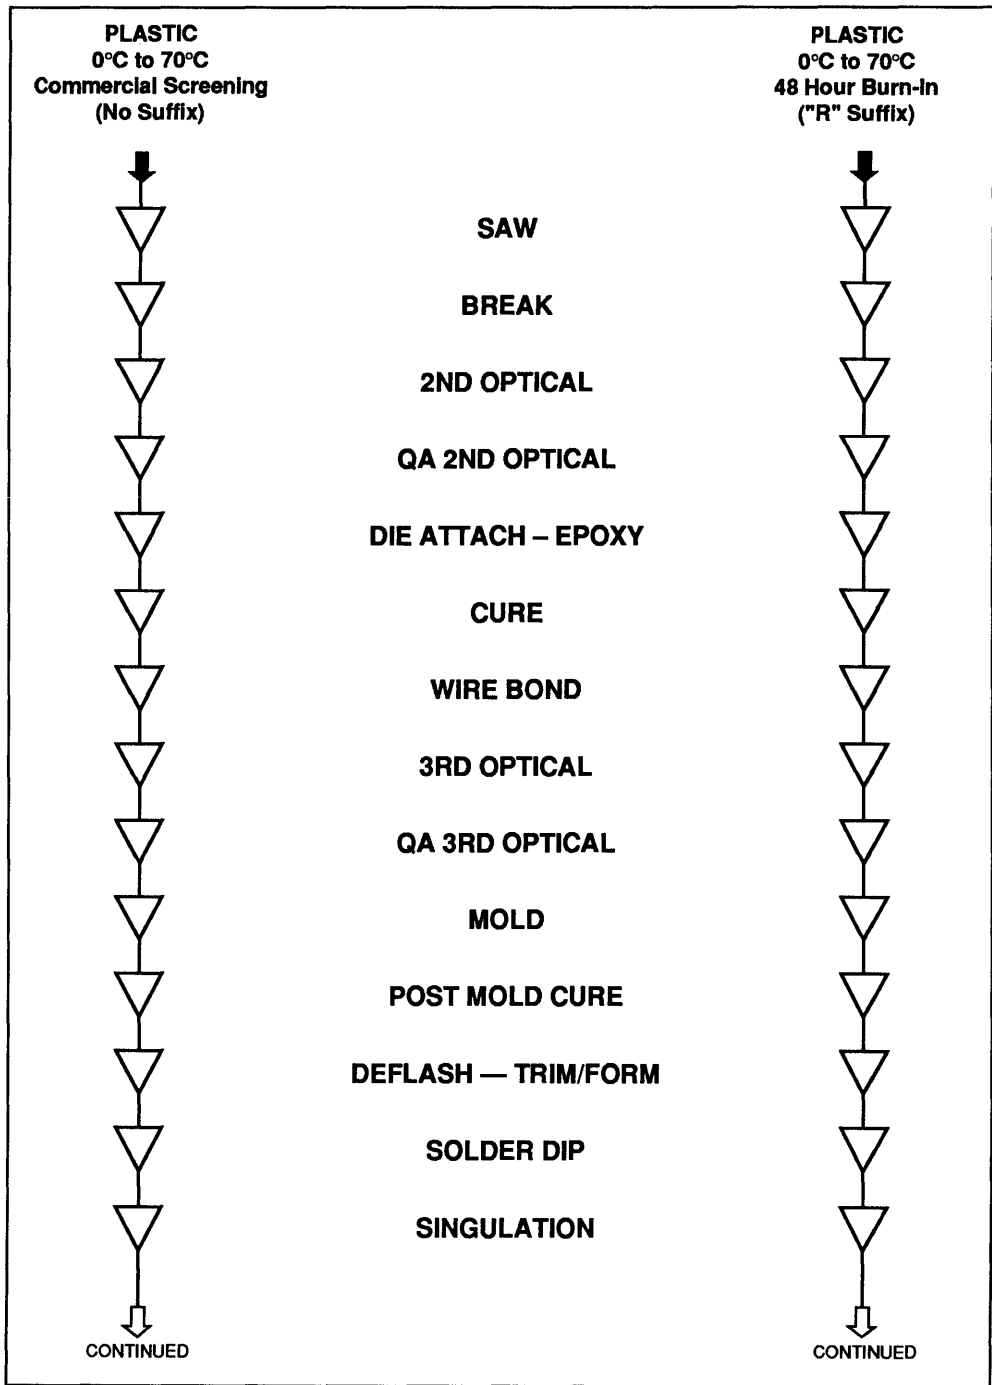 PLASTIC
0°C to 70°C
Commercial Screening
(No Suffix)
PLASTIC
0°C to 70°C
48 Hour Burn-In
("R" Suffix)
SAW
BREAK
2ND OPTICAL
QA 2ND OPTICAL
DIE ATTACH – EPOXY
CURE
WIRE BOND
3RD OPTICAL
QA 3RD OPTICAL
MOLD
POST MOLD CURE
DEFLASH — TRIM/FORM
SOLDER DIP
SINGULATION
CONTINUED
CONTINUED